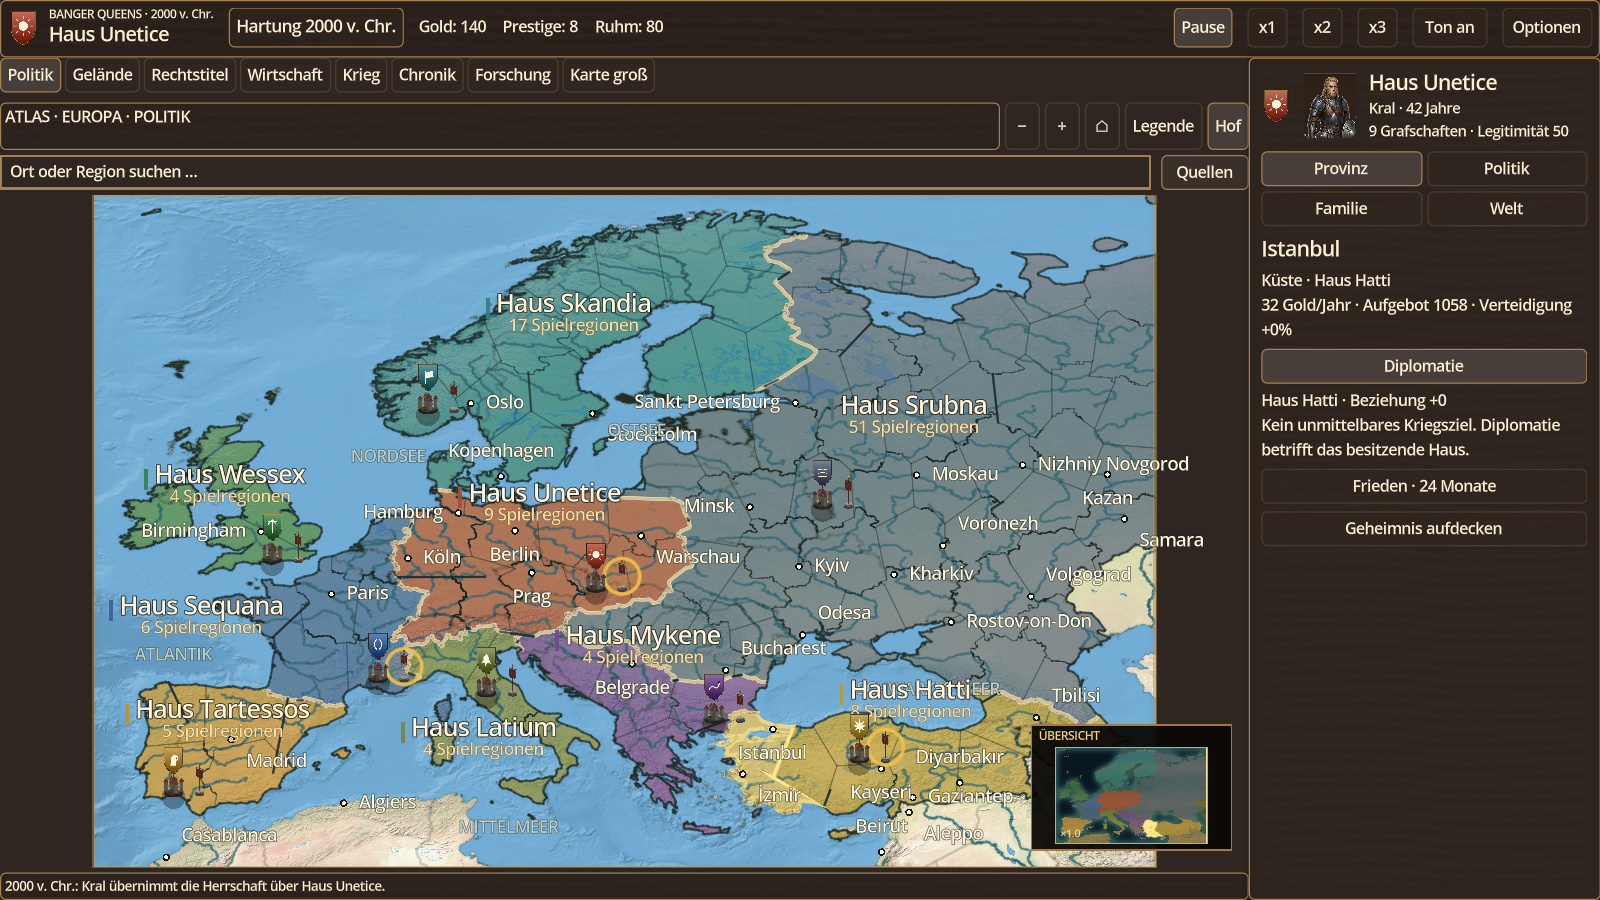 BANGER QUEENS · 2000 v. Chr.
Haus Unetice
Hartung 2000 v. Chr.
Gold: 140 Prestige: 8 Ruhm: 80
Pause x1 x2 x3 Ton an Optionen
Politik Gelände Rechtstitel Wirtschaft Krieg Chronik Forschung Karte groß
ATLAS · EUROPA · POLITIK
− + Legende Hof
Ort oder Region suchen ...
Quellen
Haus Skandia
17 Spielregionen
Oslo
Sankt Petersburg
OSTSEE
Stockholm
Haus Srubna
51 Spielregionen
NORDSEE
Kopenhagen
Haus Wessex
4 Spielregionen
Moskau
Nizhniy Novgorod
Kazan
Haus Unetice
9 Spielregionen
Hamburg
Minsk
Birmingham
Voronezh
Samara
Köln
Berlin
Warschau
Kyiv
Kharkiv
Volgograd
Paris
Prag
Haus Sequana
6 Spielregionen
Odesa
Rostov-on-Don
Haus Mykene
4 Spielregionen
ATLANTIK
Bucharest
Belgrade
Haus Hatti
8 Spielregionen
Tbilisi
Haus Tartessos
5 Spielregionen
Haus Latium
4 Spielregionen
Madrid
Istanbul
Diyarbakır
Izmir
Kayseri
Gaziantep
Algiers
Casablanca
MITTELMEER
Beirut
Aleppo
ÜBERSICHT
x1.0
2000 v. Chr.: Kral übernimmt die Herrschaft über Haus Unetice.
Haus Unetice
Kral · 42 Jahre
9 Grafschaften · Legitimität 50
Provinz Politik
Familie Welt
Istanbul
Küste · Haus Hatti
32 Gold/Jahr · Aufgebot 1058 · Verteidigung
+0%
Diplomatie
Haus Hatti · Beziehung +0
Kein unmittelbares Kriegsziel. Diplomatie
betrifft das besitzende Haus.
Frieden · 24 Monate
Geheimnis aufdecken